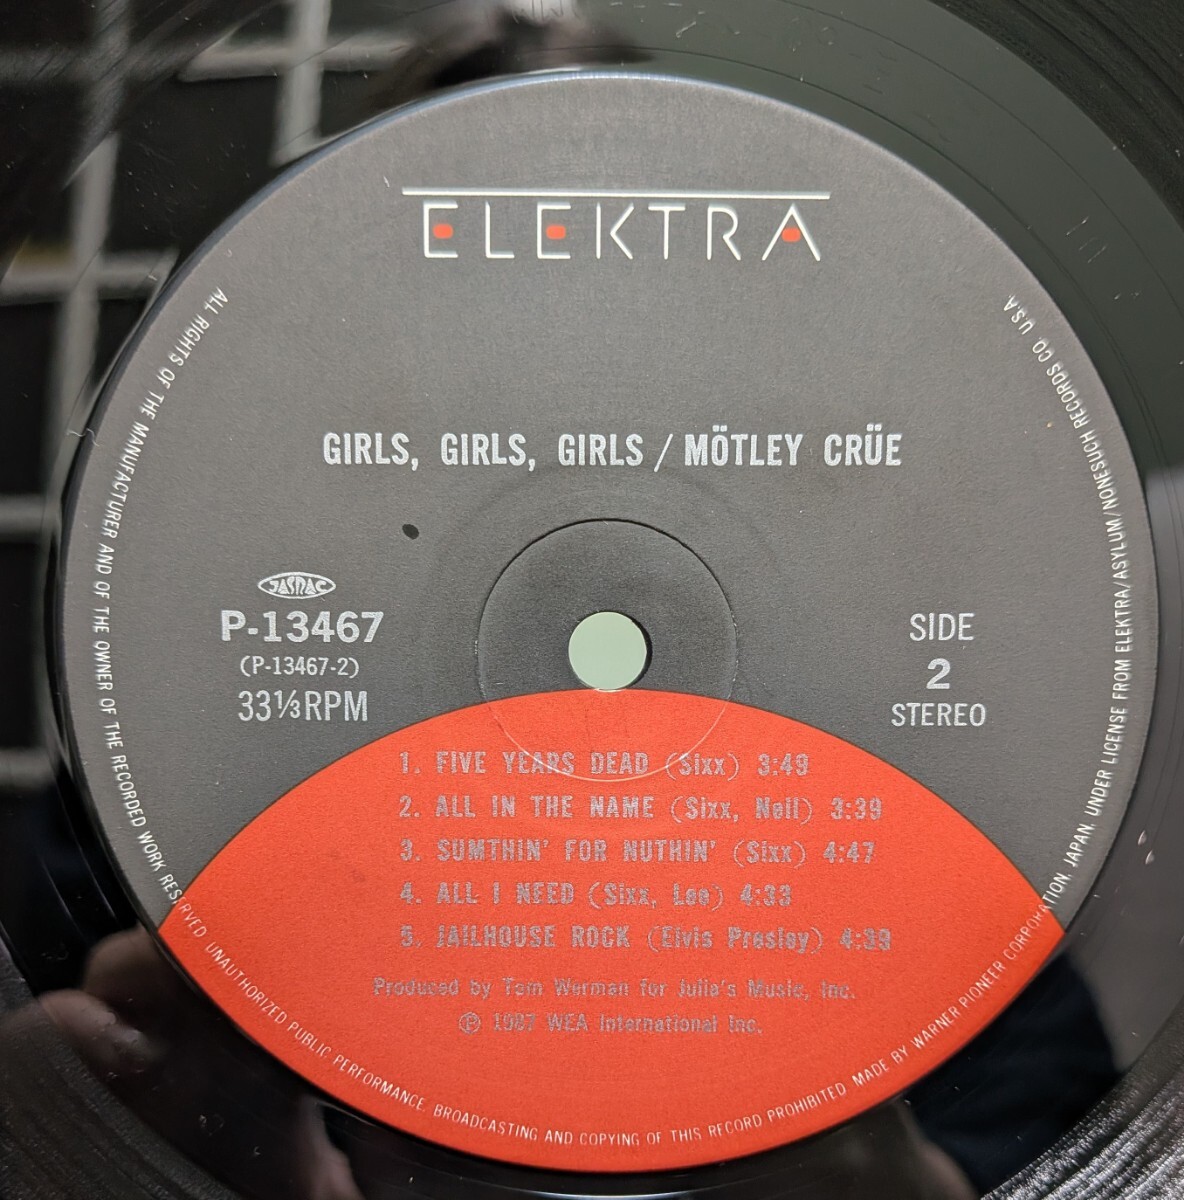 ELEKTRA
GIRLS, GIRLS, GIRLS / MÖTLEY CRÜE
JASRAC
P-13467
(P-13467-2)
33⅓RPM
SIDE
2
STEREO
1. FIVE YEARS DEAD (Sixx) 3:49
2. ALL IN THE NAME (Sixx, Neil) 3:39
3. SUMTHIN' FOR NUTHIN' (Sixx) 4:47
4. ALL I NEED (Sixx, Lee) 4:33
5. JAILHOUSE ROCK (Elvis Presley) 4:39
Produced by Tom Werman for Julia's Music, Inc.
℗ 1987 WEA International Inc.
ALL RIGHTS OF THE MANUFACTURER AND OF THE OWNER OF THE RECORDED WORK RESERVED UNAUTHORIZED PUBLIC PERFORMANCE, BROADCASTING AND COPYING OF THIS RECORD PROHIBITED MADE BY WARNER-PIONEER CORPORATION, JAPAN. UNDER LICENSE FROM ELEKTRA/ASYLUM/NONESUCH RECORDS CO. U.S.A